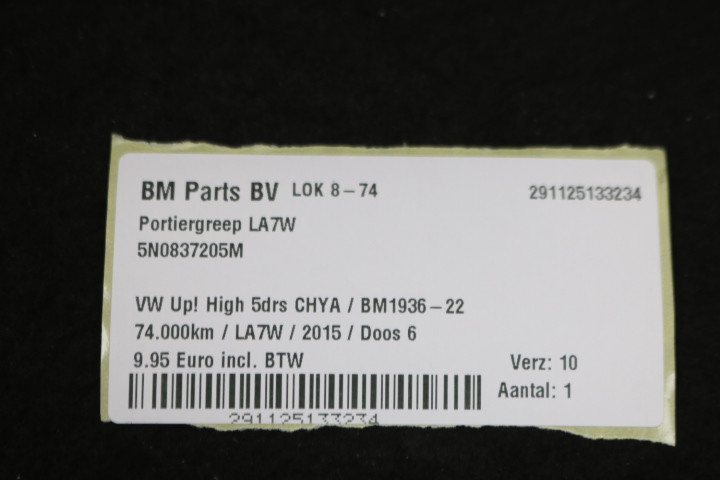 BM Parts BV LOK 8-74 291125133234
Portiergreep LA7W
5N0837205M
VW Up! High 5drs CHYA / BM1936-22
74.000km / LA7W / 2015 / Doos 6
9.95 Euro incl. BTW Verz: 10
Aantal: 1
291125133234